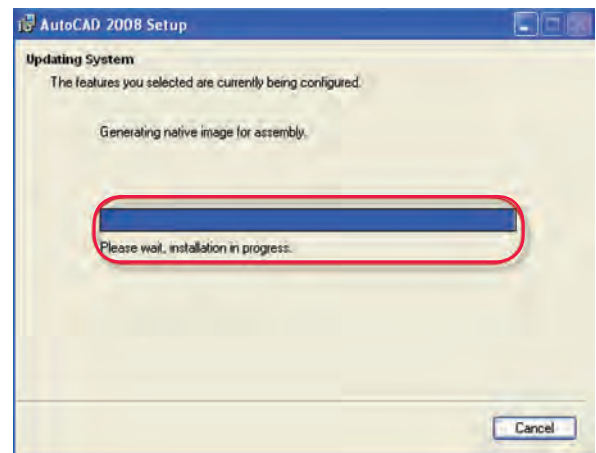 AutoCAD 2008 Setup
Updating System
The features you selected are currently being configured.
Generating native image for assembly.
Please wait, installation in progress.
Cancel